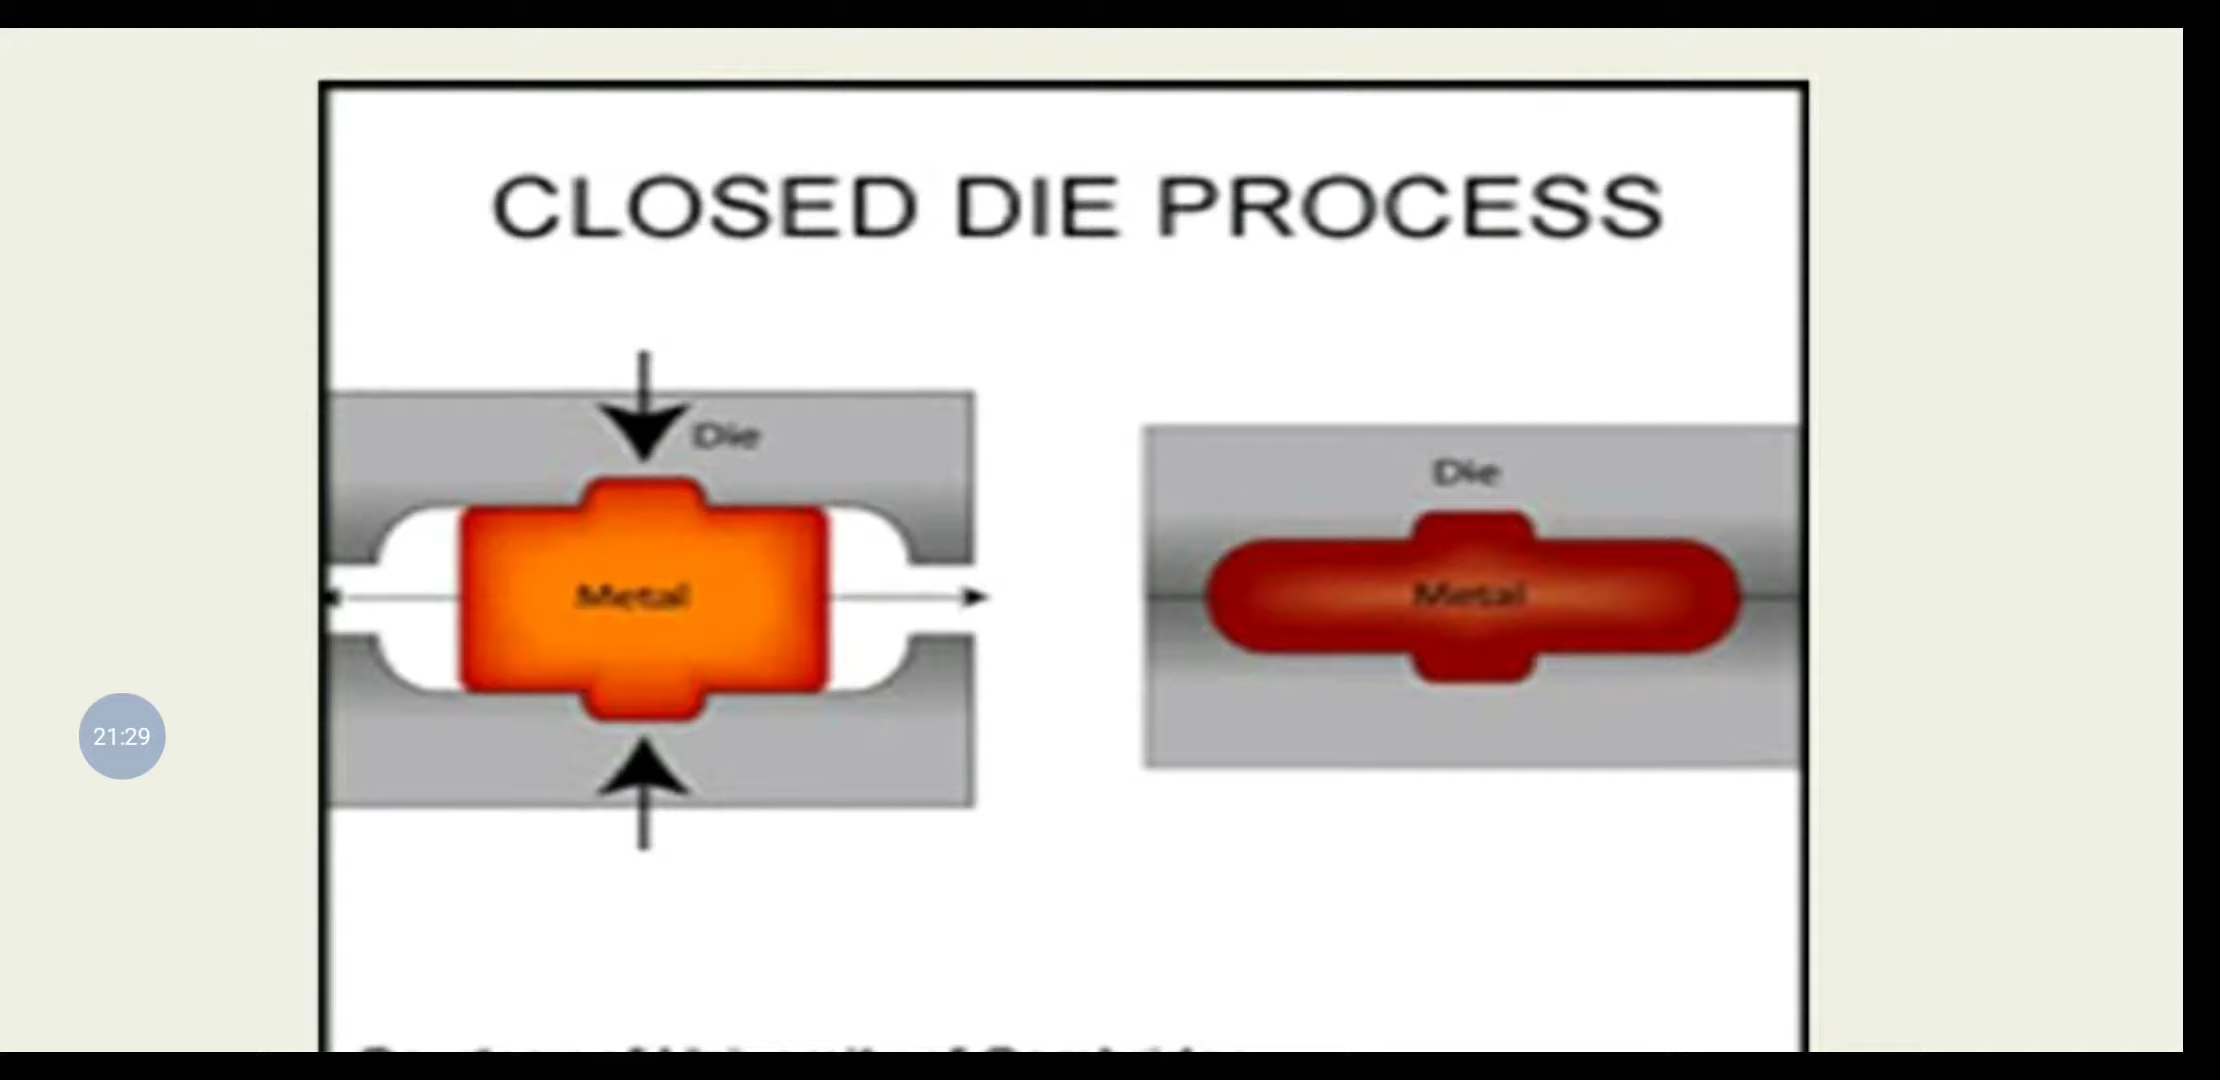 CLOSED DIE PROCESS
Die
Die
Metal
Metal
21:29